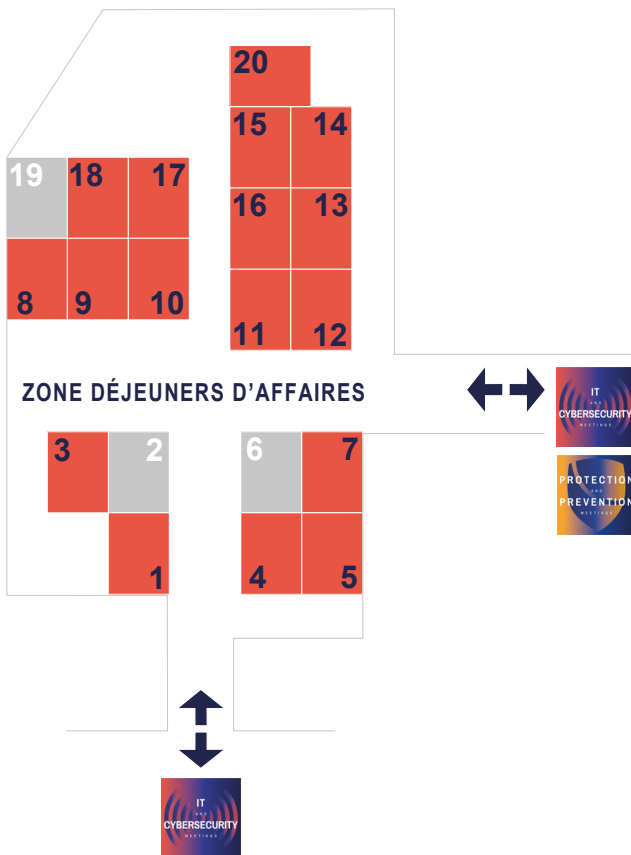 20
15 14
19 18 17
16 13
8 9 10
11 12
ZONE DÉJEUNERS D'AFFAIRES
IT
AND
CYBERSECURITY
MEETINGS
3 2 6 7
PROTECTION
AND
PREVENTION
MEETINGS
1 4 5
IT
AND
CYBERSECURITY
MEETINGS